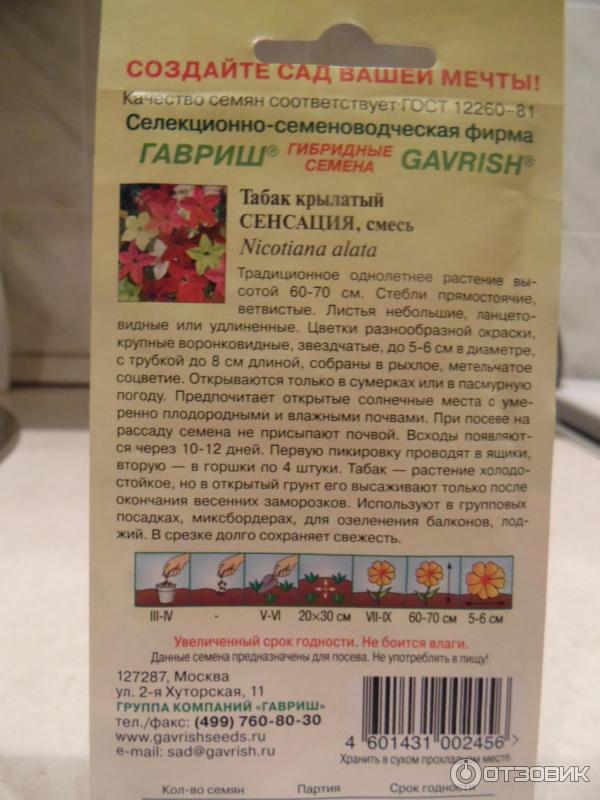 СОЗДАЙТЕ САД ВАШЕЙ МЕЧТЫ!
Качество семян соответствует ГОСТ 12260–81
Селекционно-семеноводческая фирма
ГАВРИШ® ГИБРИДНЫЕ СЕМЕНА GAVRISH®
Табак крылатый
СЕНСАЦИЯ, смесь
Nicotiana alata
Традиционное однолетнее растение вы-
сотой 60-70 см. Стебли прямостоячие,
ветвистые. Листья небольшие, ланцето-
видные или удлиненные. Цветки разнообразной окраски,
крупные воронковидные, звездчатые, до 5-6 см в диаметре,
с трубкой до 8 см длиной, собраны в рыхлое, метельчатое
соцветие. Открываются только в сумерках или в пасмурную
погоду. Предпочитает открытые солнечные места с уме-
ренно плодородными и влажными почвами. При посеве на
рассаду семена не присыпают почвой. Всходы появляют-
ся через 10-12 дней. Первую пикировку проводят в ящики,
вторую — в горшки по 4 штуки. Табак — растение холодо-
стойкое, но в открытый грунт его высаживают только после
окончания весенних заморозков. Используют в групповых
посадках, миксбордерах, для озеленения балконов, лод-
жий. В срезке долго сохраняет свежесть.
III-IV - V-VI 20×30 см VII-IX 60-70 см 5-6 см
Увеличенный срок годности. Не боится влаги.
Данные семена предназначены для посева. Не употреблять в пищу!
127287, Москва
ул. 2-я Хуторская, 11
ГРУППА КОМПАНИЙ «ГАВРИШ»
тел./факс: (499) 760-80-30
www.gavrishseeds.ru
e-mail: sad@gavrish.ru
4 601431 002456 >
Хранить в сухом прохладном месте.
Кол-во семян Партия Срок годности
ОТЗОВИК